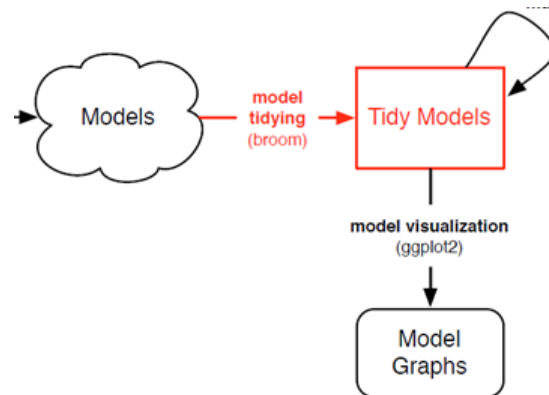 Models
model
tidying
(broom)
Tidy Models
model visualization
(ggplot2)
Model
Graphs